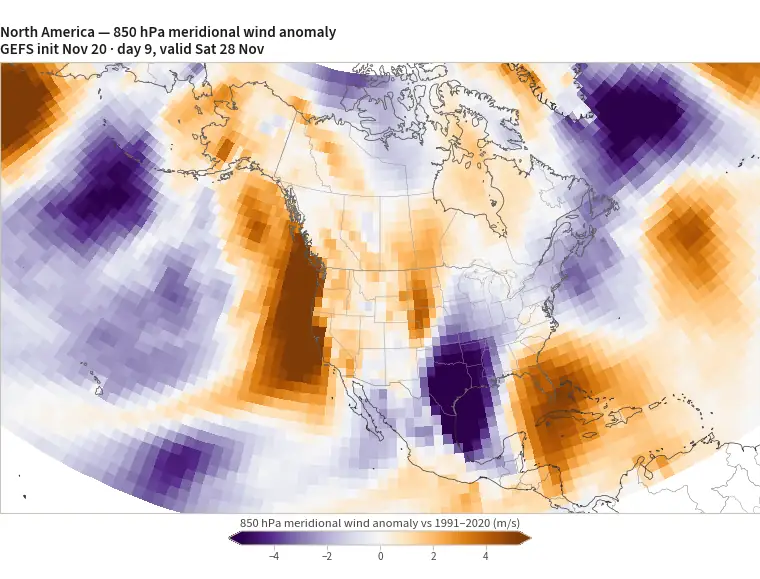 North America — 850 hPa meridional wind anomaly
GEFS init Nov 20 · day 9, valid Sat 28 Nov
850 hPa meridional wind anomaly vs 1991–2020 (m/s)
−4 −2 0 2 4